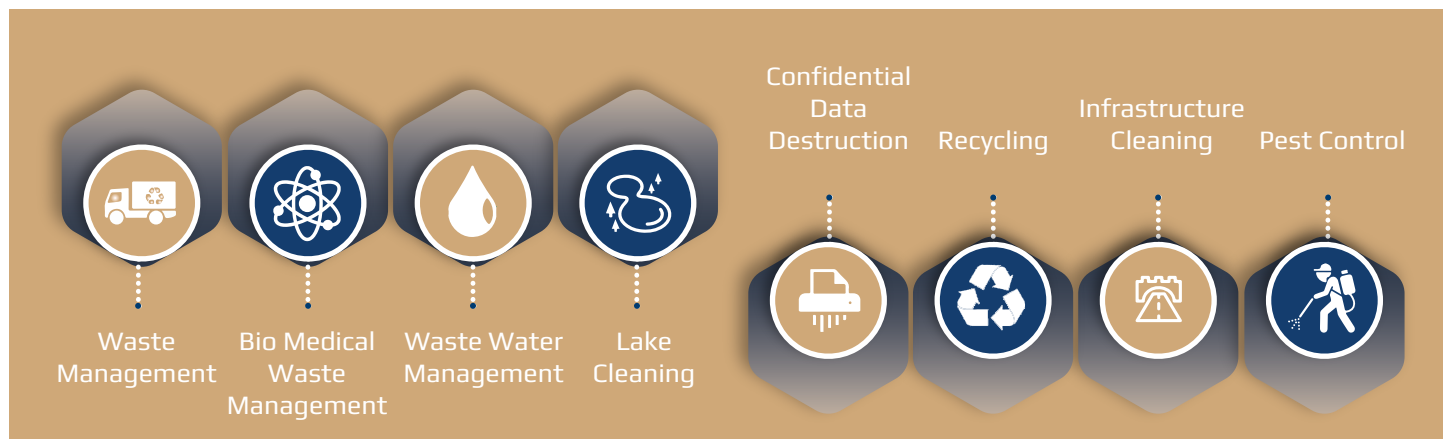 Waste
Management
Bio Medical
Waste
Management
Waste Water
Management
Lake
Cleaning
Confidential
Data
Destruction
Recycling
Infrastructure
Cleaning
Pest Control